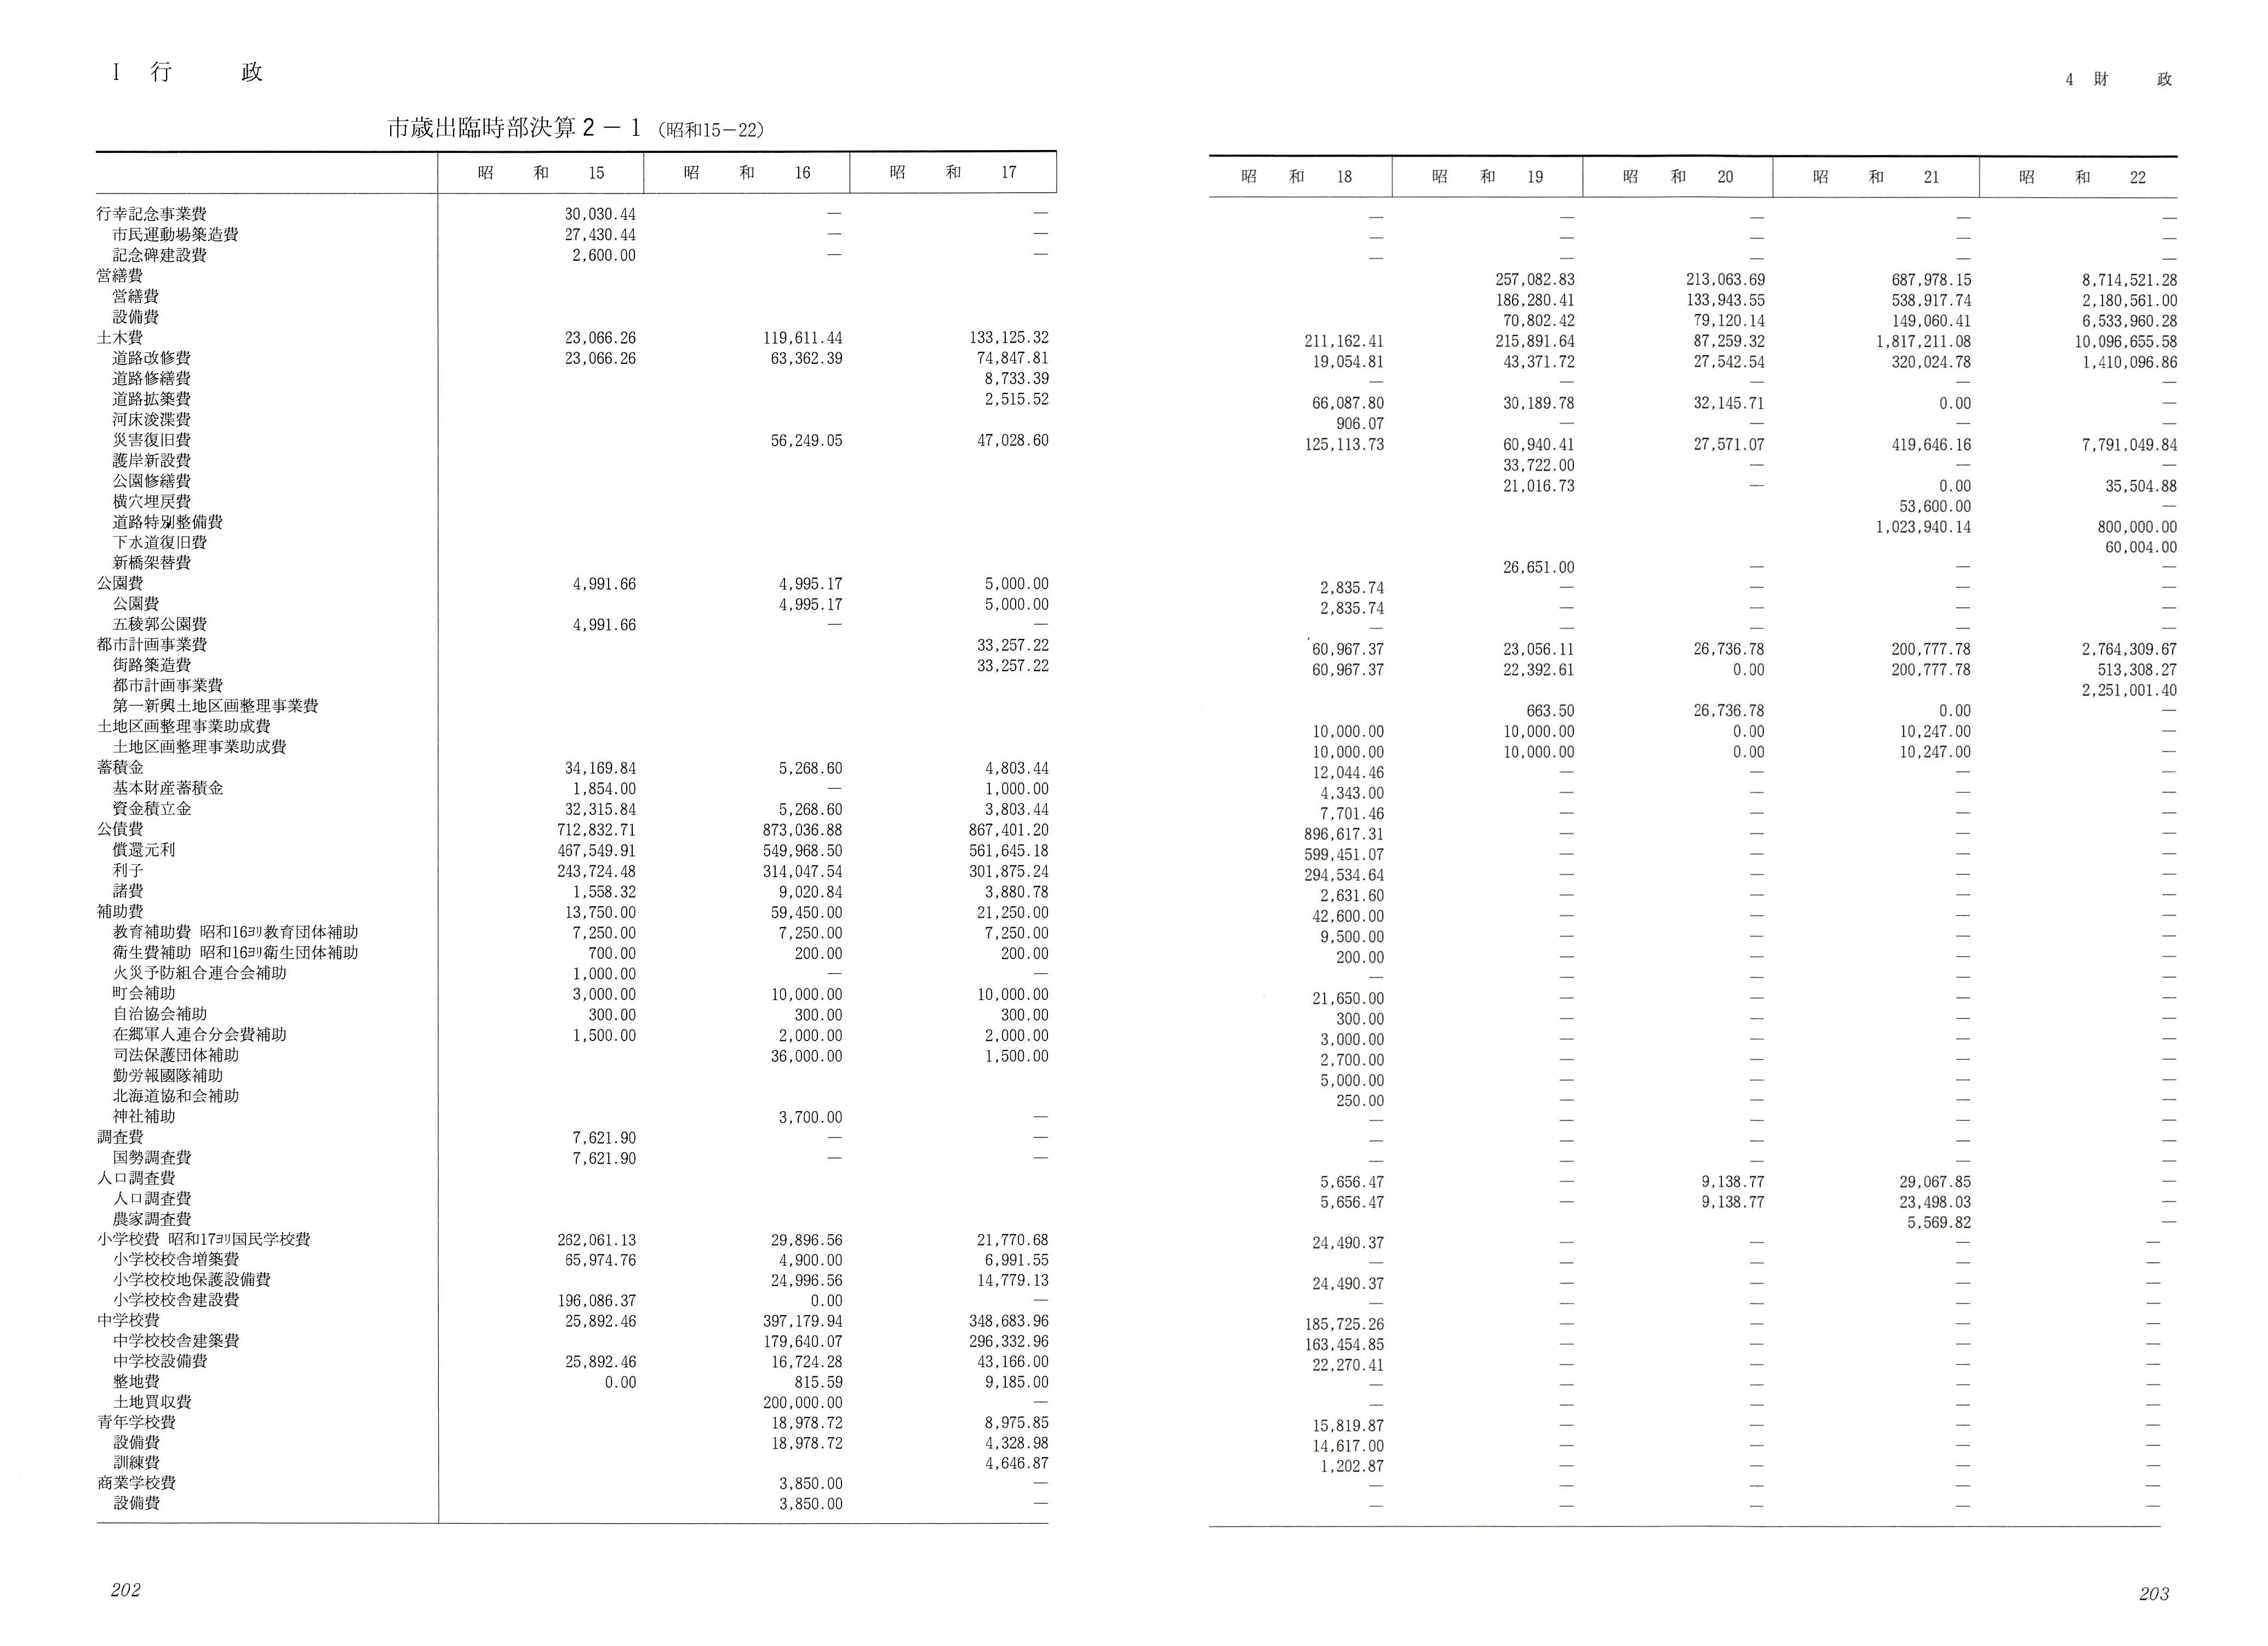 I 行 政
市歳出臨時部決算2－1（昭和15－22）
昭和15 昭和16 昭和17
行幸記念事業費 30,030.44 — —
市民運動場築造費 27,430.44 — —
記念碑建設費 2,600.00 — —
営繕費
営繕費
設備費
土木費 23,066.26 119,611.44 133,125.32
道路改修費 23,066.26 63,362.39 74,847.81
道路修繕費 8,733.39
道路拡築費 2,515.52
河床浚渫費
災害復旧費 56,249.05 47,028.60
護岸新設費
公園修繕費
横穴埋戻費
道路特別整備費
下水道復旧費
新橋架替費
公園費 4,991.66 4,995.17 5,000.00
公園費 4,995.17 5,000.00
五稜郭公園費 4,991.66 — —
都市計画事業費 33,257.22
街路築造費 33,257.22
都市計画事業費
第一新興土地区画整理事業費
土地区画整理事業助成費
土地区画整理事業助成費
蓄積金 34,169.84 5,268.60 4,803.44
基本財産蓄積金 1,854.00 — 1,000.00
資金積立金 32,315.84 5,268.60 3,803.44
公債費 712,832.71 873,036.88 867,401.20
償還元利 467,549.91 549,968.50 561,645.18
利子 243,724.48 314,047.54 301,875.24
諸費 1,558.32 9,020.84 3,880.78
補助費 13,750.00 59,450.00 21,250.00
教育補助費 昭和16ヨリ教育団体補助 7,250.00 7,250.00 7,250.00
衛生費補助 昭和16ヨリ衛生団体補助 700.00 200.00 200.00
火災予防組合連合会補助 1,000.00 — —
町会補助 3,000.00 10,000.00 10,000.00
自治協会補助 300.00 300.00 300.00
在郷軍人連合分会費補助 1,500.00 2,000.00 2,000.00
司法保護団体補助 36,000.00 1,500.00
勤労報國隊補助
北海道協和会補助
神社補助 3,700.00 —
調査費 7,621.90 — —
国勢調査費 7,621.90 — —
人口調査費
人口調査費
農家調査費
小学校費 昭和17ヨリ国民学校費 262,061.13 29,896.56 21,770.68
小学校校舎増築費 65,974.76 4,900.00 6,991.55
小学校校地保護設備費 24,996.56 14,779.13
小学校校舎建設費 196,086.37 0.00 —
中学校費 25,892.46 397,179.94 348,683.96
中学校校舎建築費 179,640.07 296,332.96
中学校設備費 25,892.46 16,724.28 43,166.00
整地費 0.00 815.59 9,185.00
土地買収費 200,000.00 —
青年学校費 18,978.72 8,975.85
設備費 18,978.72 4,328.98
訓練費 4,646.87
商業学校費 3,850.00 —
設備費 3,850.00 —
202
4 財 政
昭和18 昭和19 昭和20 昭和21 昭和22
— — — — —
— — — — —
— — — — —
257,082.83 213,063.69 687,978.15 8,714,521.28
186,280.41 133,943.55 538,917.74 2,180,561.00
70,802.42 79,120.14 149,060.41 6,533,960.28
211,162.41 215,891.64 87,259.32 1,817,211.08 10,096,655.58
19,054.81 43,371.72 27,542.54 320,024.78 1,410,096.86
— — — — —
66,087.80 30,189.78 32,145.71 0.00 —
906.07 — — — —
125,113.73 60,940.41 27,571.07 419,646.16 7,791,049.84
33,722.00 — — —
21,016.73 — 0.00 35,504.88
53,600.00 —
1,023,940.14 800,000.00
60,004.00
26,651.00 — — —
2,835.74 — — — —
2,835.74 — — — —
— — — — —
60,967.37 23,056.11 26,736.78 200,777.78 2,764,309.67
60,967.37 22,392.61 0.00 200,777.78 513,308.27
2,251,001.40
663.50 26,736.78 0.00 —
10,000.00 10,000.00 0.00 10,247.00 —
10,000.00 10,000.00 0.00 10,247.00 —
12,044.46 — — — —
4,343.00 — — — —
7,701.46 — — — —
896,617.31 — — — —
599,451.07 — — — —
294,534.64 — — — —
2,631.60 — — — —
42,600.00 — — — —
9,500.00 — — — —
200.00 — — — —
— — — — —
21,650.00 — — — —
300.00 — — — —
3,000.00 — — — —
2,700.00 — — — —
5,000.00 — — — —
250.00 — — — —
— — — — —
— — — — —
— — — — —
5,656.47 — 9,138.77 29,067.85 —
5,656.47 — 9,138.77 23,498.03 —
5,569.82 —
24,490.37 — — — —
— — — — —
24,490.37 — — — —
— — — — —
185,725.26 — — — —
163,454.85 — — — —
22,270.41 — — — —
— — — — —
— — — — —
15,819.87 — — — —
14,617.00 — — — —
1,202.87 — — — —
— — — — —
— — — — —
203